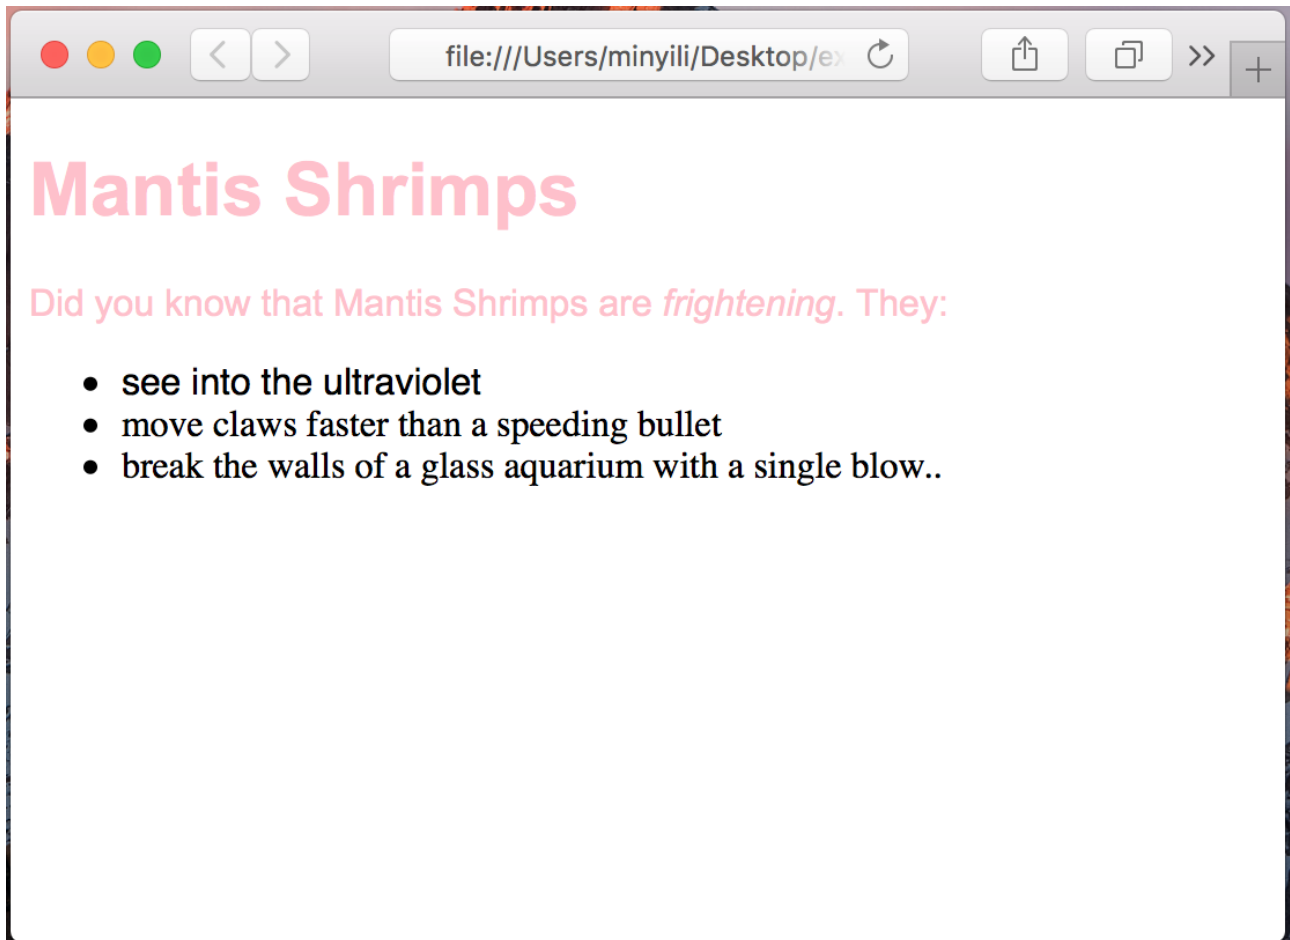 file:///Users/minyili/Desktop/ex
Mantis Shrimps
Did you know that Mantis Shrimps are frightening. They:
• see into the ultraviolet
• move claws faster than a speeding bullet
• break the walls of a glass aquarium with a single blow..